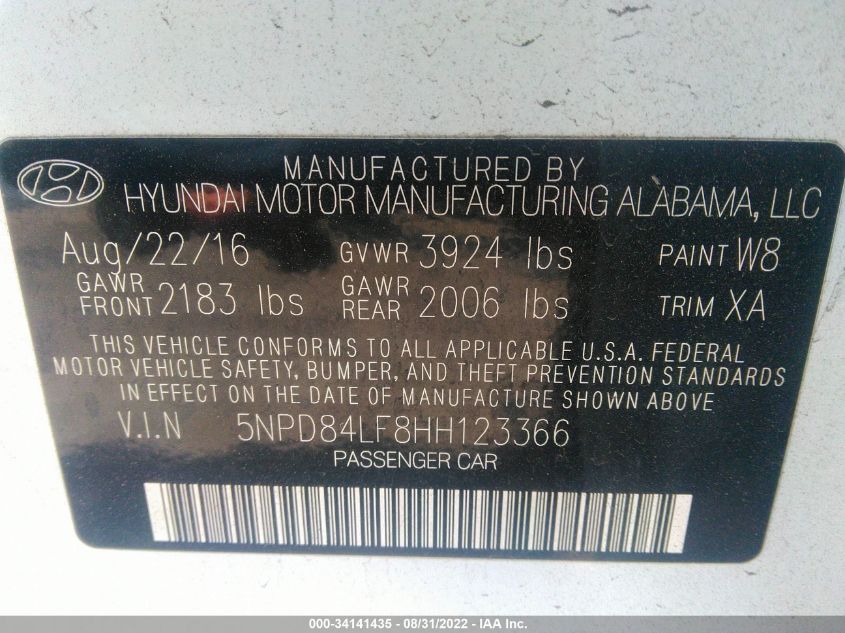 MANUFACTURED BY
HYUNDAI MOTOR MANUFACTURING ALABAMA, LLC
Aug/22/16 GVWR 3924 lbs PAINT W8
GAWR FRONT 2183 lbs GAWR REAR 2006 lbs TRIM XA
THIS VEHICLE CONFORMS TO ALL APPLICABLE U.S.A. FEDERAL
MOTOR VEHICLE SAFETY, BUMPER, AND THEFT PREVENTION STANDARDS
IN EFFECT ON THE DATE OF MANUFACTURE SHOWN ABOVE
V.I.N 5NPD84LF8HH123366
PASSENGER CAR
000-34141435 - 08/31/2022 - IAA Inc.